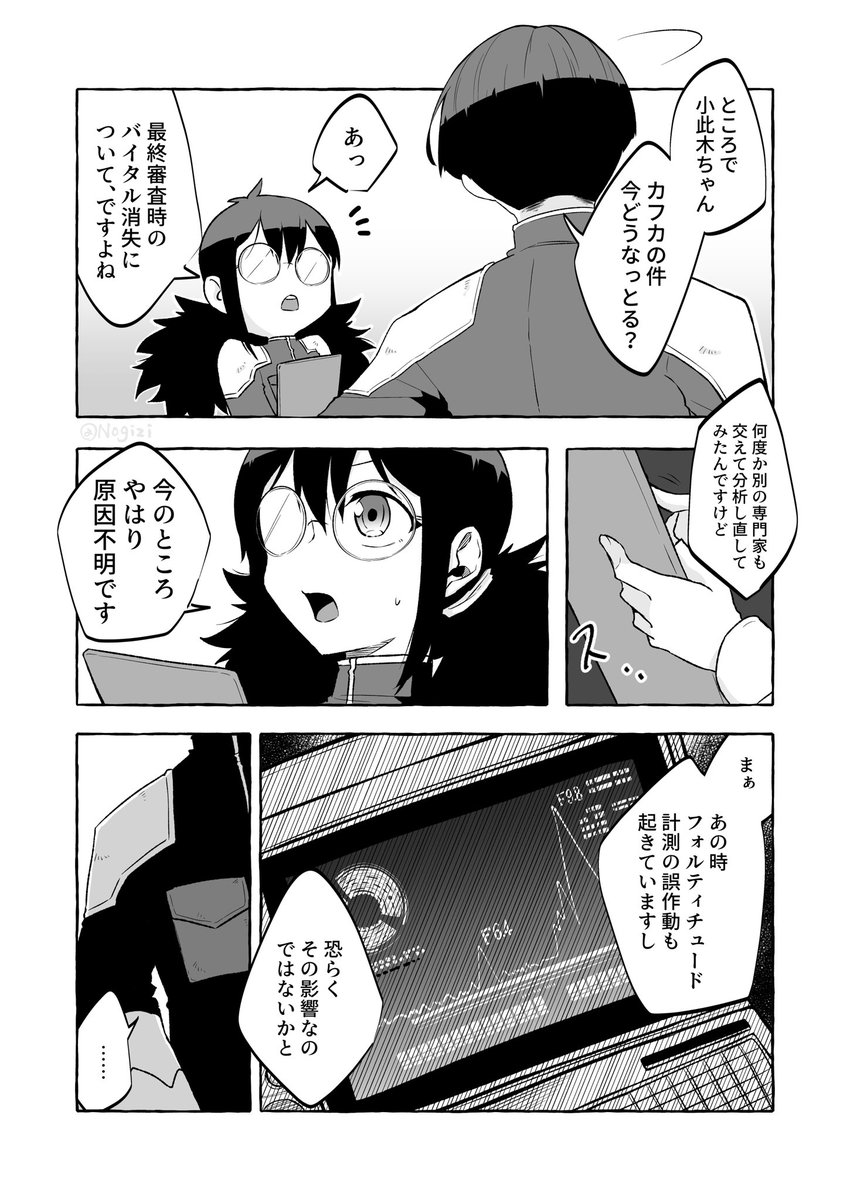 ところで
小此木ちゃん
カフカの件
今どうなっとる?
あっ
最終審査時の
バイタル消失に
ついて、ですよね
@Nogizi
何度か別の専門家も
交えて分析し直して
みたんですけど
ス‥
今のところ
やはり
原因不明です
まぁ
あの時
フォルティチュード
計測の誤作動も
起きていますし
F9.8
F6.4
恐らく
その影響なの
ではないかと
……